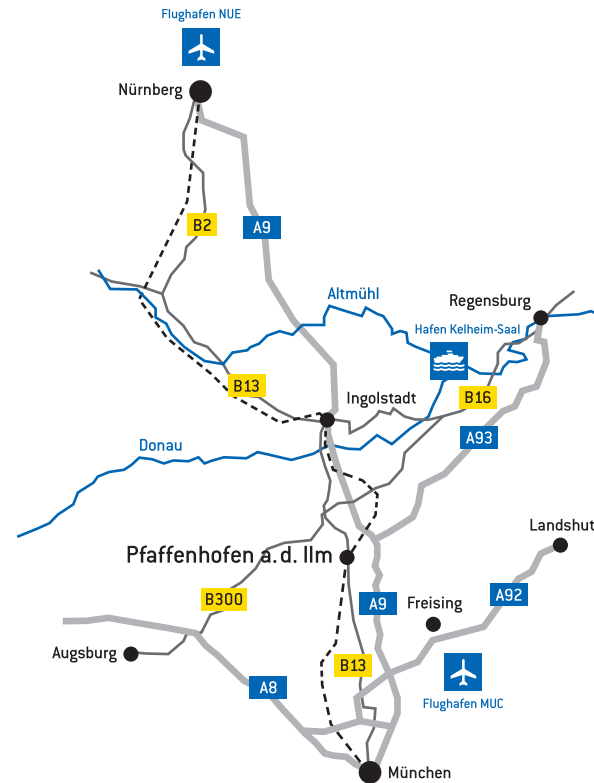 Flughafen NUE
Nürnberg
B2
A9
Altmühl
Regensburg
Hafen Kelheim-Saal
B13
Ingolstadt
B16
A93
Donau
Landshut
Pfaffenhofen a. d. Ilm
B300
A9
A92
Freising
Augsburg
B13
A8
Flughafen MUC
München